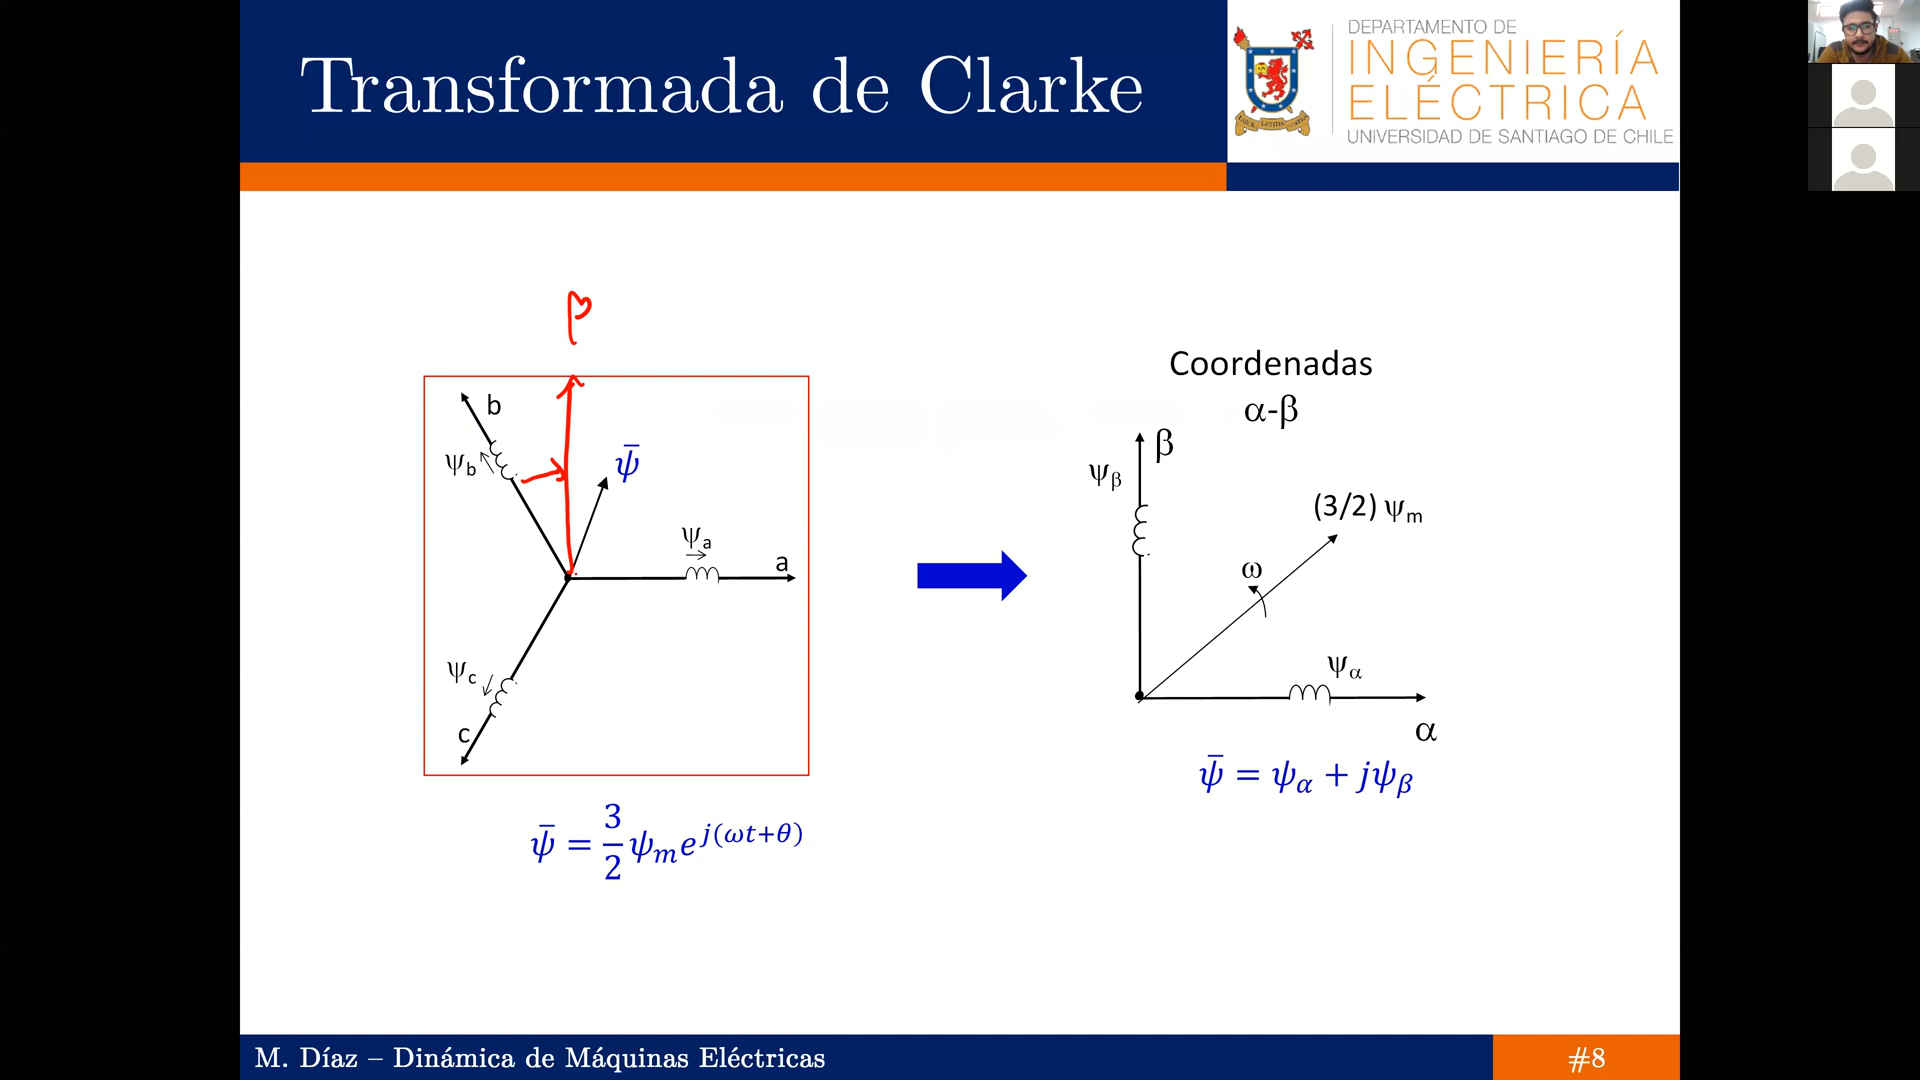 Transformada de Clarke
DEPARTAMENTO DE
INGENIERÍA
ELÉCTRICA
UNIVERSIDAD DE SANTIAGO DE CHILE
β
b
ψb
ψ̄
ψa
a
ψc
c
ψ̄ = 3/2 ψm e^j(ωt+θ)
Coordenadas
α-β
β
ψβ
(3/2) ψm
ω
ψα
α
ψ̄ = ψα + jψβ
M. Díaz – Dinámica de Máquinas Eléctricas
#8